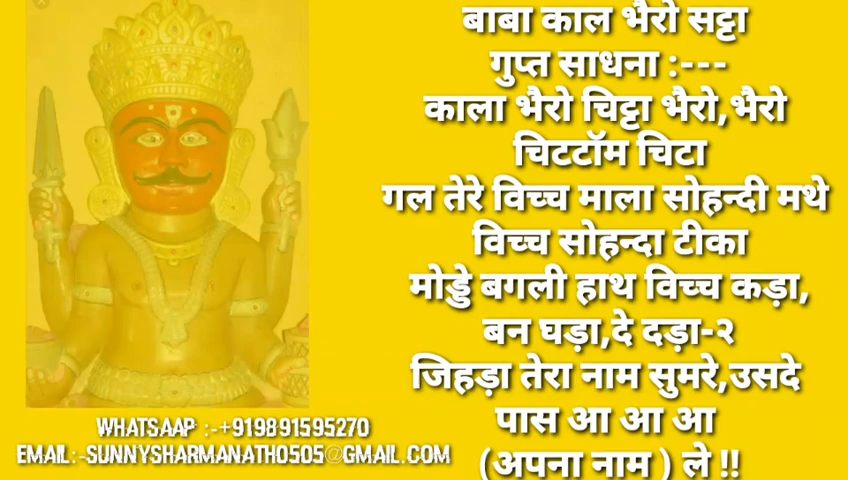 बाबा काल भैरो सट्टा
गुप्त साधना :---
काला भैरो चिट्टा भैरो,भैरो
चिटटॉम चिटा
गल तेरे विच्च माला सोहन्दी मथे
विच्च सोहन्दा टीका
मोड्डे बगली हाथ विच्च कड़ा,
बन घड़ा,दे दड़ा-२
जिहड़ा तेरा नाम सुमरे,उसदे
पास आ आ आ
(अपना नाम ) ले !!
WHATSAAP :-+919891595270
EMAIL:-SUNNYSHARMANATH0505@GMAIL.COM